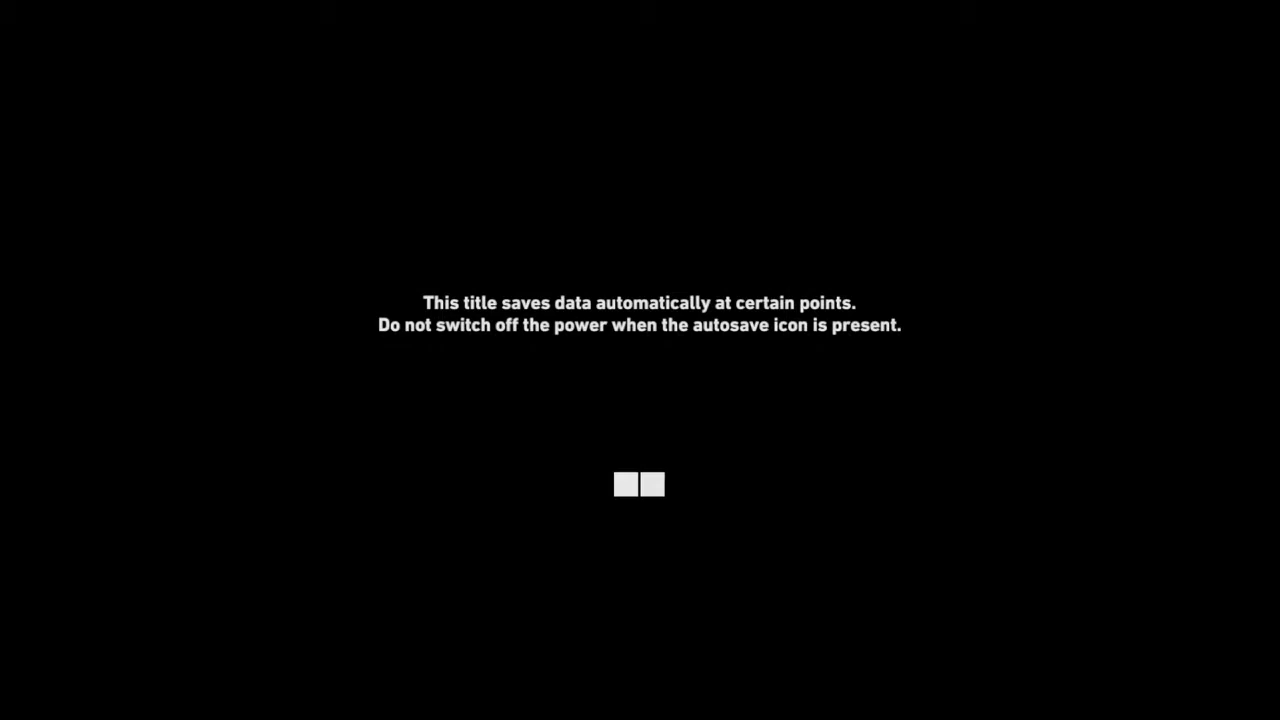 This title saves data automatically at certain points.
Do not switch off the power when the autosave icon is present.